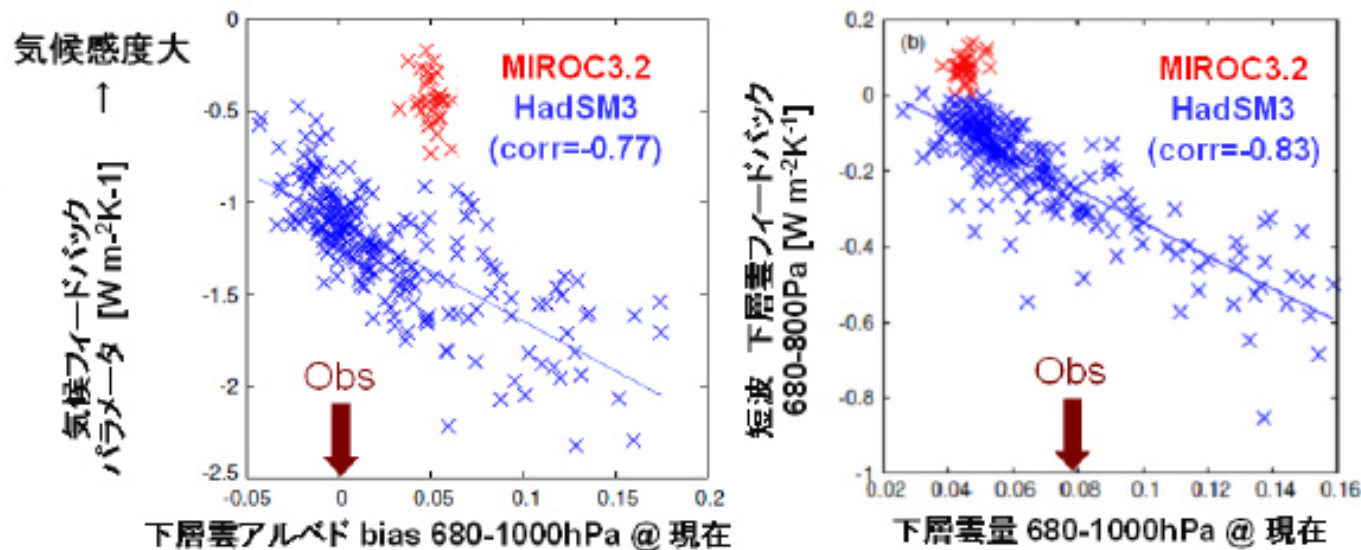 気候感度大
→
気候フィードバック
パラメータ [W m-²K-1]
0
-0.5
-1
-1.5
-2
-2.5
MIROC3.2
HadSM3
(corr=-0.77)
Obs
-0.05
0
0.05
0.1
0.15
0.2
下層雲アルベド bias 680-1000hPa @ 現在
短波 下層雲フィードバック
680-800Pa [W m-²K-¹]
0.2
0
-0.2
-0.4
-0.6
-0.8
-1
(b)
MIROC3.2
HadSM3
(corr=-0.83)
Obs
0.02
0.04
0.06
0.08
0.1
0.12
0.14
0.16
下層雲量 680-1000hPa @ 現在